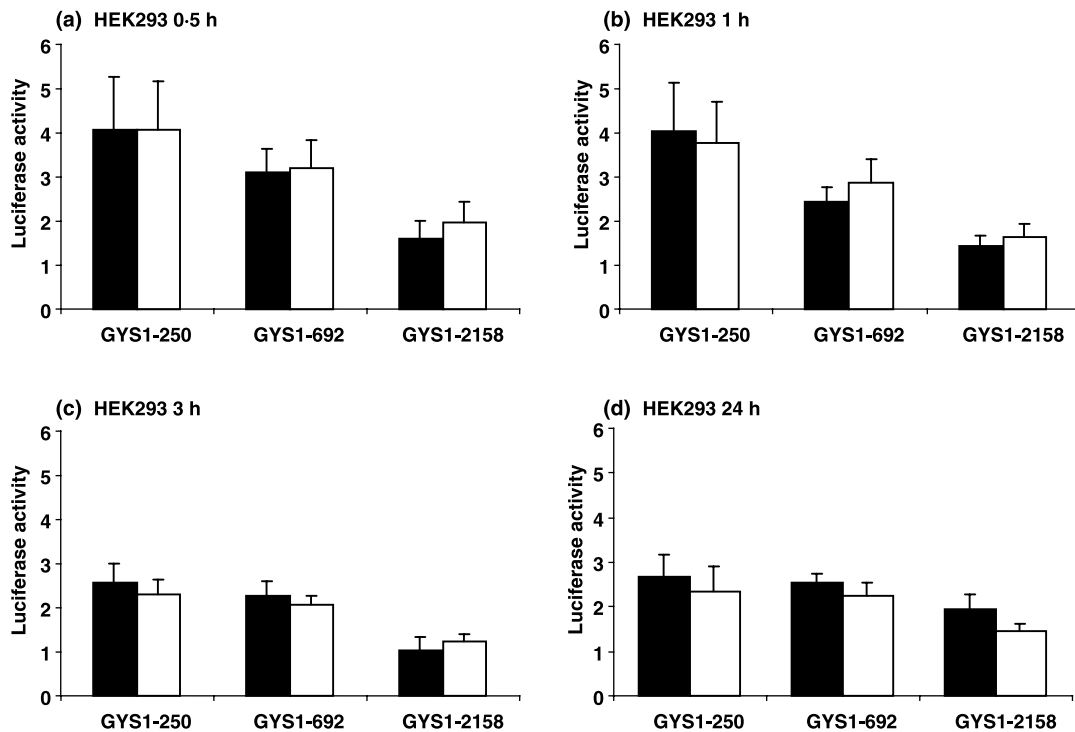 (a) HEK293 0·5 h
Luciferase activity
6
5
4
3
2
1
0
GYS1-250 GYS1-692 GYS1-2158
(b) HEK293 1 h
Luciferase activity
6
5
4
3
2
1
0
GYS1-250 GYS1-692 GYS1-2158
(c) HEK293 3 h
Luciferase activity
6
5
4
3
2
1
0
GYS1-250 GYS1-692 GYS1-2158
(d) HEK293 24 h
Luciferase activity
6
5
4
3
2
1
0
GYS1-250 GYS1-692 GYS1-2158